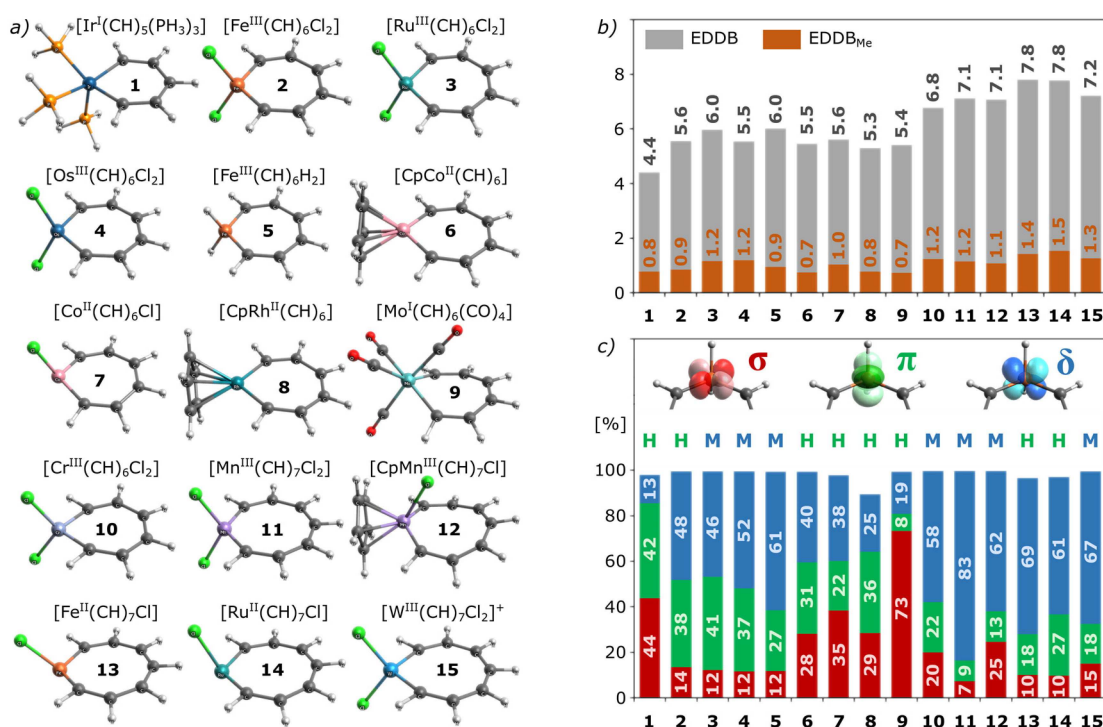 a)
[Ir^I(CH)₅(PH₃)₃] [Fe^III(CH)₆Cl₂] [Ru^III(CH)₆Cl₂]
1 2 3
[Os^III(CH)₆Cl₂] [Fe^III(CH)₆H₂] [CpCo^II(CH)₆]
4 5 6
[Co^II(CH)₆Cl] [CpRh^II(CH)₆] [Mo^I(CH)₆(CO)₄]
7 8 9
[Cr^III(CH)₆Cl₂] [Mn^III(CH)₇Cl₂] [CpMn^III(CH)₇Cl]
10 11 12
[Fe^II(CH)₇Cl] [Ru^II(CH)₇Cl] [W^III(CH)₇Cl₂]⁺
13 14 15
b)
EDDB EDDB_Me
8
6
4
2
0
4.4 5.6 6.0 5.5 6.0 5.5 5.6 5.3 5.4 6.8 7.1 7.1 7.8 7.8 7.2
0.8 0.9 1.2 1.2 0.9 0.7 1.0 0.8 0.7 1.2 1.2 1.1 1.4 1.5 1.3
1 2 3 4 5 6 7 8 9 10 11 12 13 14 15
c)
σ π δ
[%]
H H M M M H H H H M M M H H M
100
80
60
40
20
0
13 48 46 52 61 40 38 25 19 58 83 62 69 61 67
42 38 41 37 27 31 22 36 8 22 9 13 18 27 18
44 14 12 12 12 28 35 29 73 20 7 25 10 10 15
1 2 3 4 5 6 7 8 9 10 11 12 13 14 15